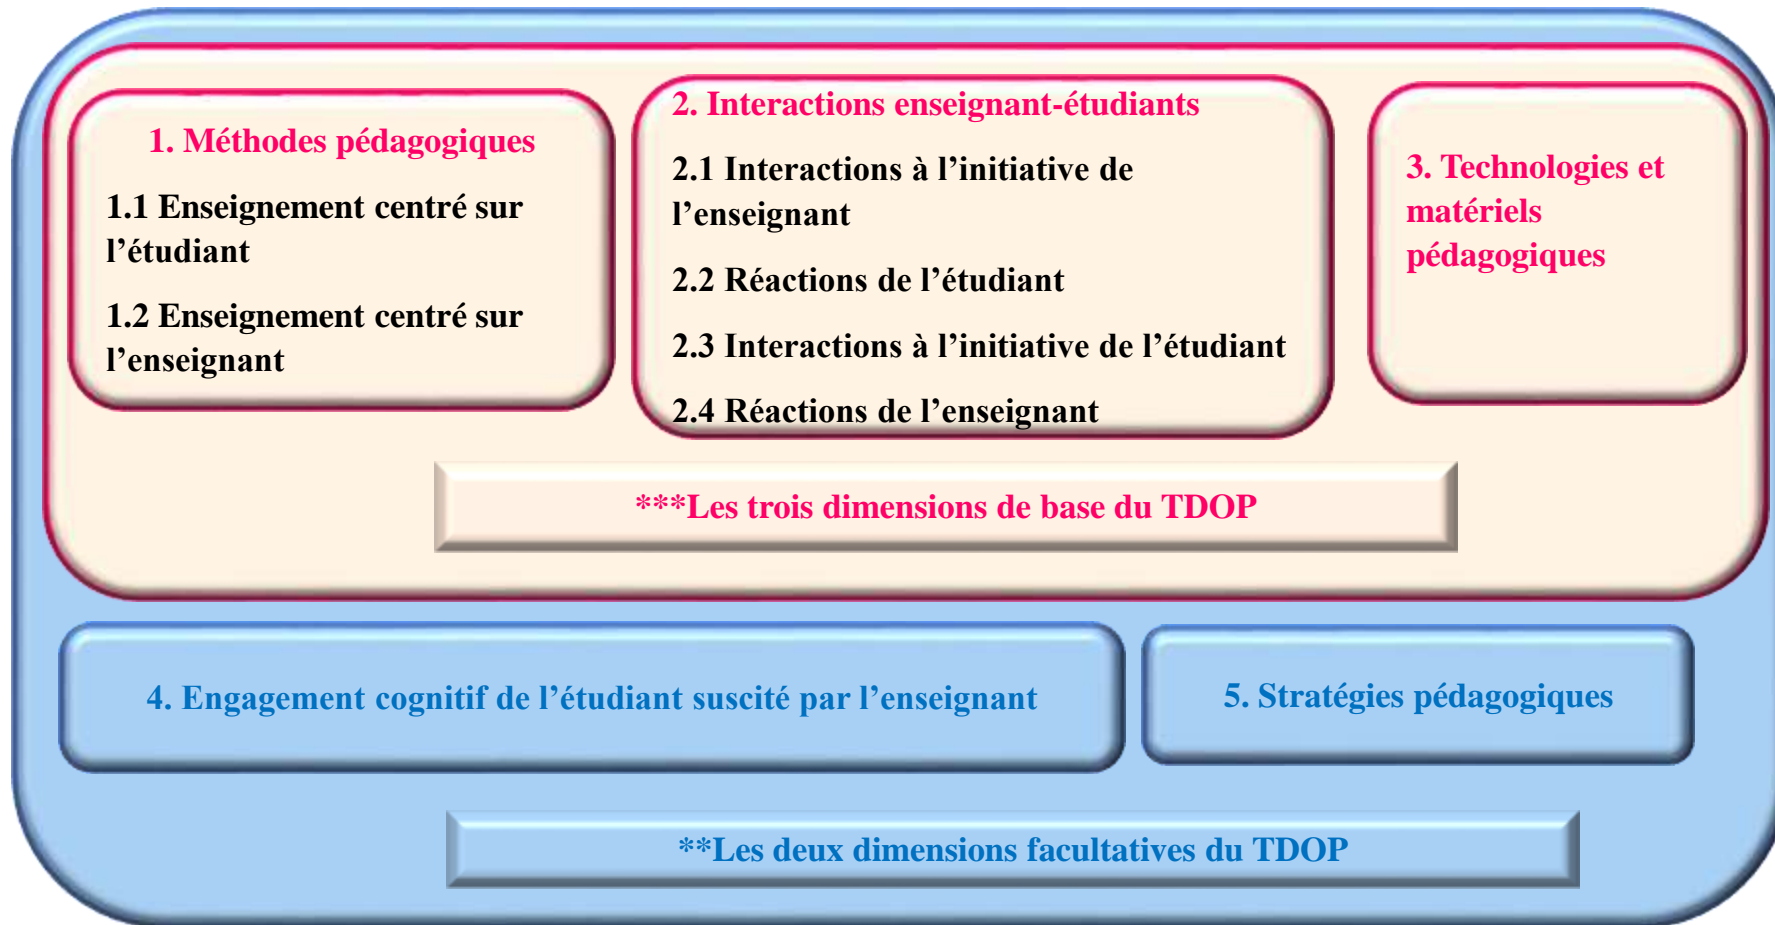 1. Méthodes pédagogiques
1.1 Enseignement centré sur
l’étudiant
1.2 Enseignement centré sur
l’enseignant
2. Interactions enseignant-étudiants
2.1 Interactions à l’initiative de
l’enseignant
2.2 Réactions de l’étudiant
2.3 Interactions à l’initiative de l’étudiant
2.4 Réactions de l’enseignant
3. Technologies et
matériels
pédagogiques
***Les trois dimensions de base du TDOP
4. Engagement cognitif de l’étudiant suscité par l’enseignant
5. Stratégies pédagogiques
**Les deux dimensions facultatives du TDOP